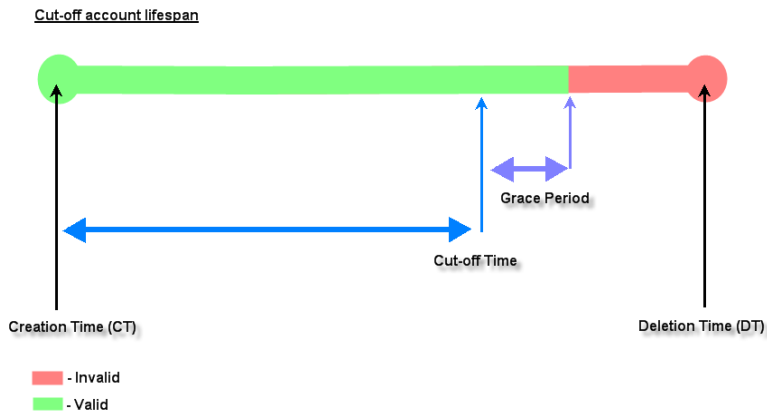 Cut-off account lifespan
Grace Period
Cut-off Time
Creation Time (CT)
Deletion Time (DT)
- Invalid
- Valid